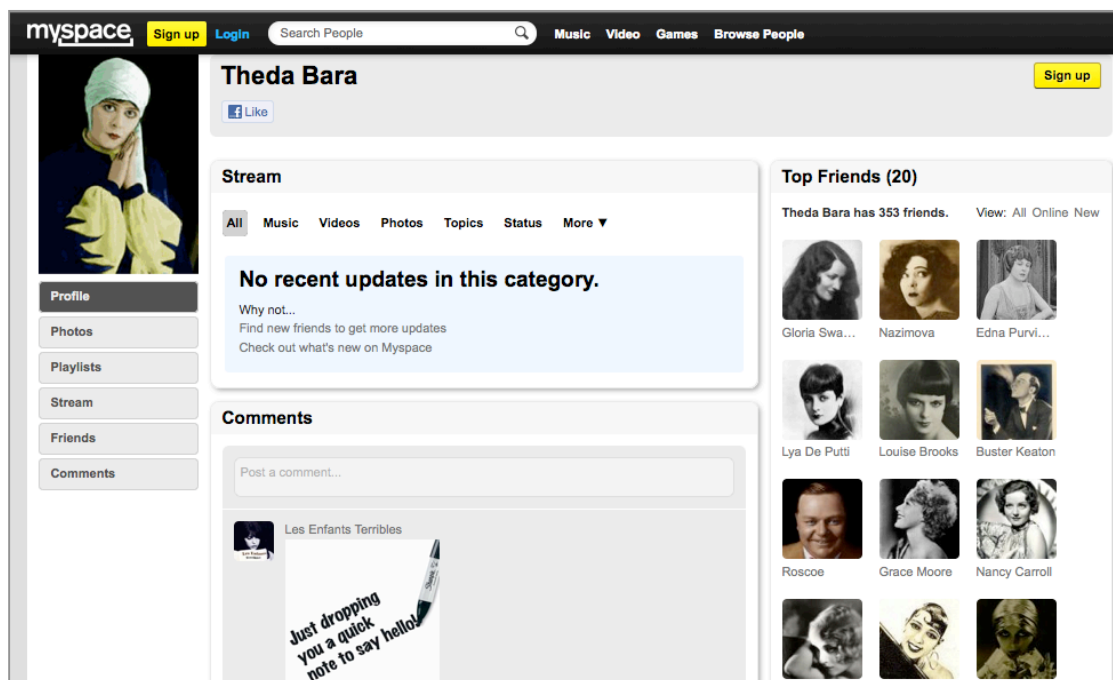 myspace Sign up Login Search People Music Video Games Browse People
Theda Bara
Sign up
Like
Profile
Photos
Playlists
Stream
Friends
Comments
Stream
All Music Videos Photos Topics Status More ▼
No recent updates in this category.
Why not...
Find new friends to get more updates
Check out what's new on Myspace
Comments
Post a comment...
Les Enfants Terribles
Sharpie
Just dropping
you a quick
note to say hello!
Top Friends (20)
Theda Bara has 353 friends. View: All Online New
Gloria Swa... Nazimova Edna Purvi...
Lya De Putti Louise Brooks Buster Keaton
Roscoe Grace Moore Nancy Carroll